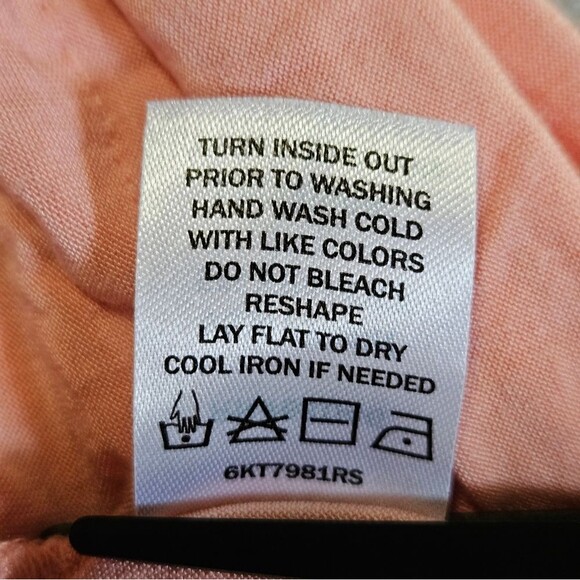 TURN INSIDE OUT
PRIOR TO WASHING
HAND WASH COLD
WITH LIKE COLORS
DO NOT BLEACH
RESHAPE
LAY FLAT TO DRY
COOL IRON IF NEEDED
6KT7981RS